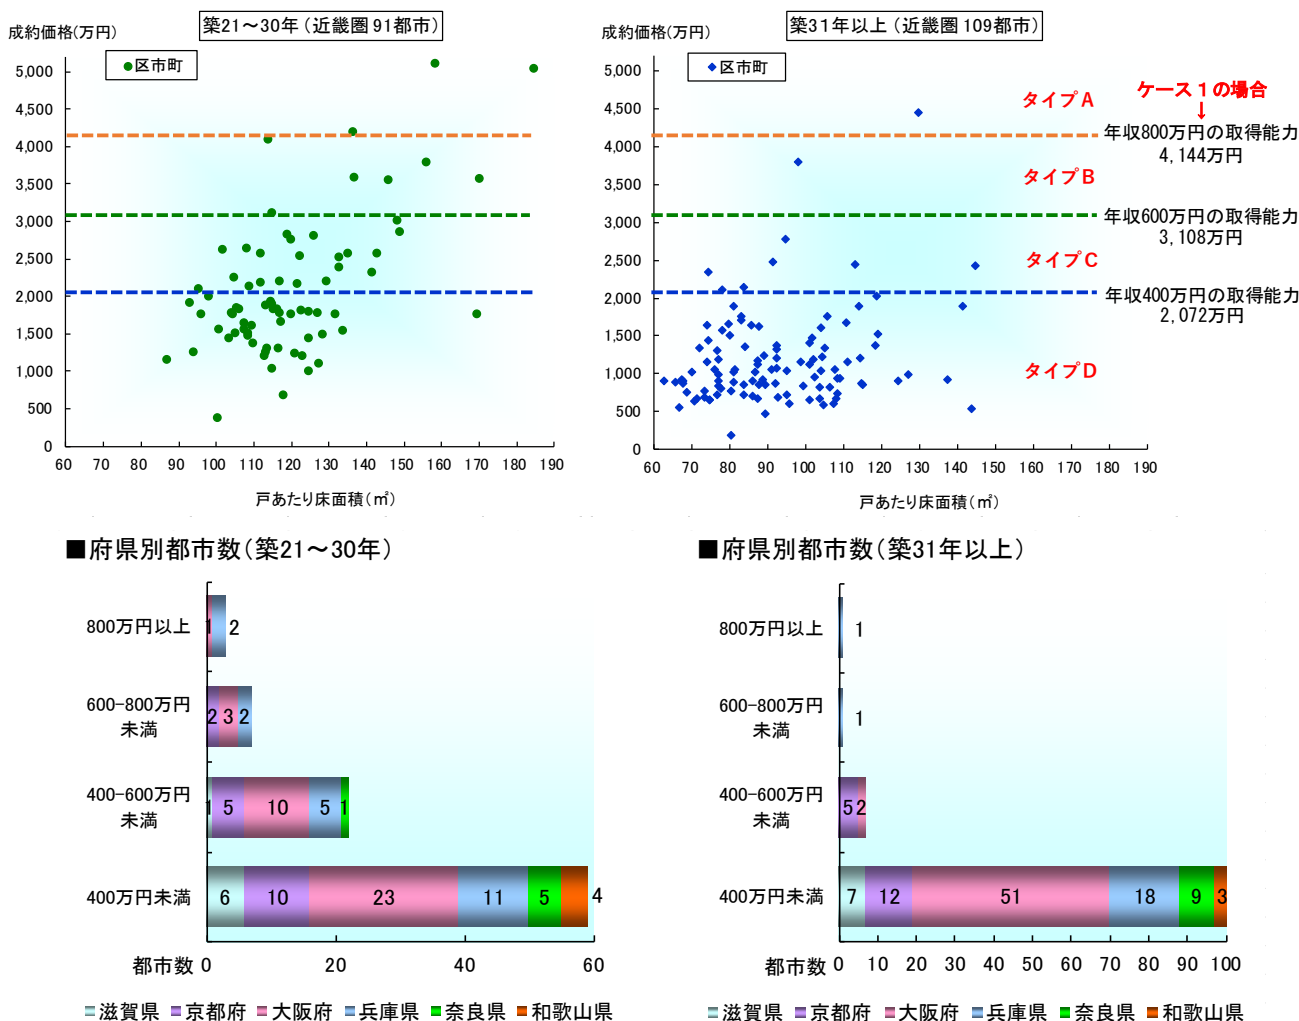 築21～30年（近畿圏 91都市）
成約価格(万円)
●区市町
5,000
4,500
4,000
3,500
3,000
2,500
2,000
1,500
1,000
500
0
60 70 80 90 100 110 120 130 140 150 160 170 180 190
戸あたり床面積(㎡)
築31年以上(近畿圏 109都市)
成約価格(万円)
◆区市町
5,000
4,500
4,000
3,500
3,000
2,500
2,000
1,500
1,000
500
0
60 70 80 90 100 110 120 130 140 150 160 170 180 190
戸あたり床面積(㎡)
タイプA
タイプB
タイプC
タイプD
ケース１の場合
↓
年収800万円の取得能力
4,144万円
年収600万円の取得能力
3,108万円
年収400万円の取得能力
2,072万円
■府県別都市数(築21～30年)
800万円以上
1 2
600-800万円
未満
2 3 2
400-600万円
未満
1 5 10 5 1
400万円未満
6 10 23 11 5 4
都市数 0 20 40 60
滋賀県 京都府 大阪府 兵庫県 奈良県 和歌山県
■府県別都市数(築31年以上)
800万円以上
1
600-800万円
未満
1
400-600万円
未満
5 2
400万円未満
7 12 51 18 9 3
都市数 0 10 20 30 40 50 60 70 80 90 100
滋賀県 京都府 大阪府 兵庫県 奈良県 和歌山県